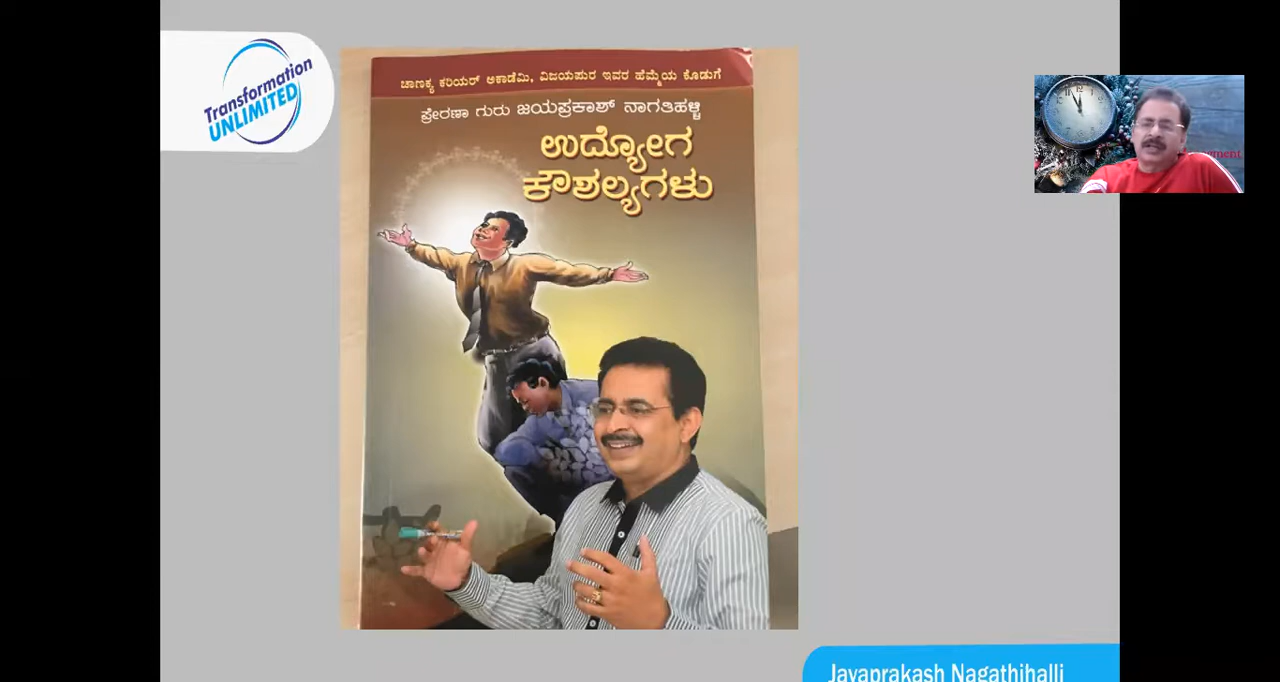 Transformation
UNLIMITED
ಚಾಣಕ್ಯ ಕರಿಯರ್ ಅಕಾಡೆಮಿ, ವಿಜಯಪುರ ಇವರ ಹೆಮ್ಮೆಯ ಕೊಡುಗೆ
ಪ್ರೇರಣಾ ಗುರು ಜಯಪ್ರಕಾಶ್ ನಾಗತಿಹಳ್ಳಿ
ಉದ್ಯೋಗ
ಕೌಶಲ್ಯಗಳು
Jayaprakash Nagathihalli